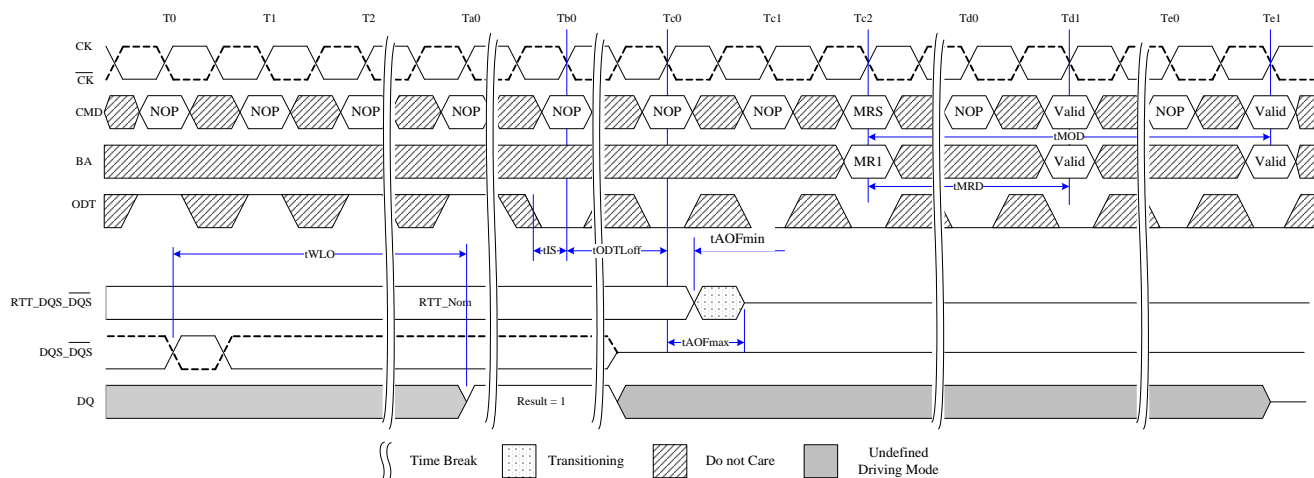 T0 T1 T2 Ta0 Tb0 Tc0 Tc1 Tc2 Td0 Td1 Te0 Te1
CK
CK
CMD NOP NOP NOP NOP NOP NOP NOP MRS NOP Valid NOP Valid
tMOD
BA MR1 Valid Valid
tMRD
ODT
tWLO tIS tODTLoff tAOFmin
RTT_DQS_DQS RTT_Nom
tAOFmax
DQS_DQS
DQ Result = 1
Time Break Transitioning Do not Care Undefined
Driving Mode